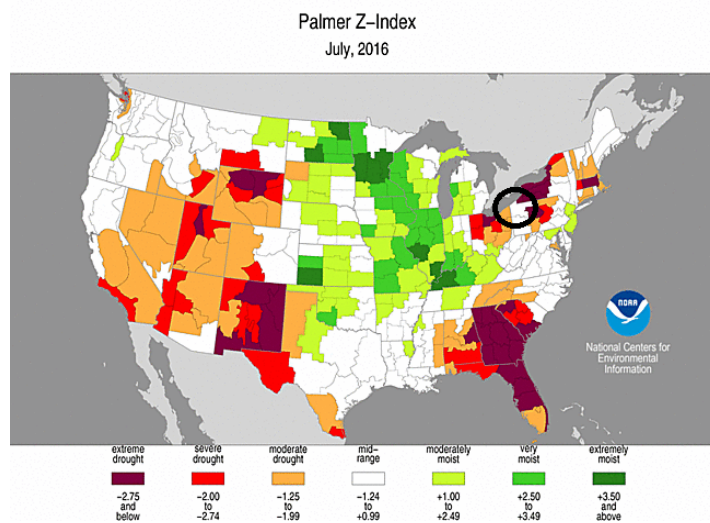 Palmer Z-Index
July, 2016
NOAA
National Centers for
Environmental
Information
extreme drought
severe drought
moderate drought
mid-range
moderately moist
very moist
extremely moist
−2.75 and below
−2.00 to −2.74
−1.25 to −1.99
−1.24 to +0.99
+1.00 to +2.49
+2.50 to +3.49
+3.50 and above